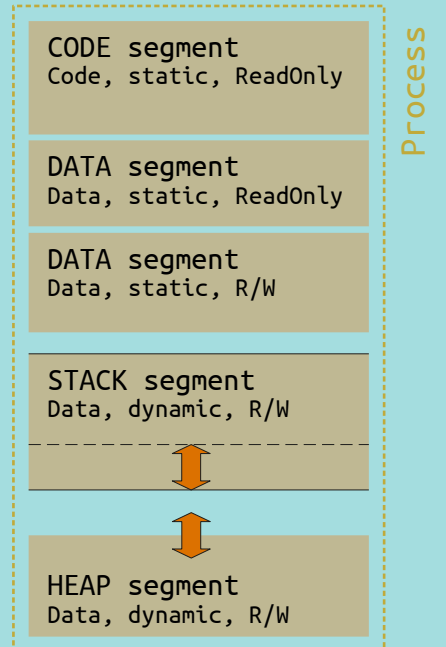 CODE segment
Code, static, ReadOnly
DATA segment
Data, static, ReadOnly
DATA segment
Data, static, R/W
STACK segment
Data, dynamic, R/W
HEAP segment
Data, dynamic, R/W
Process